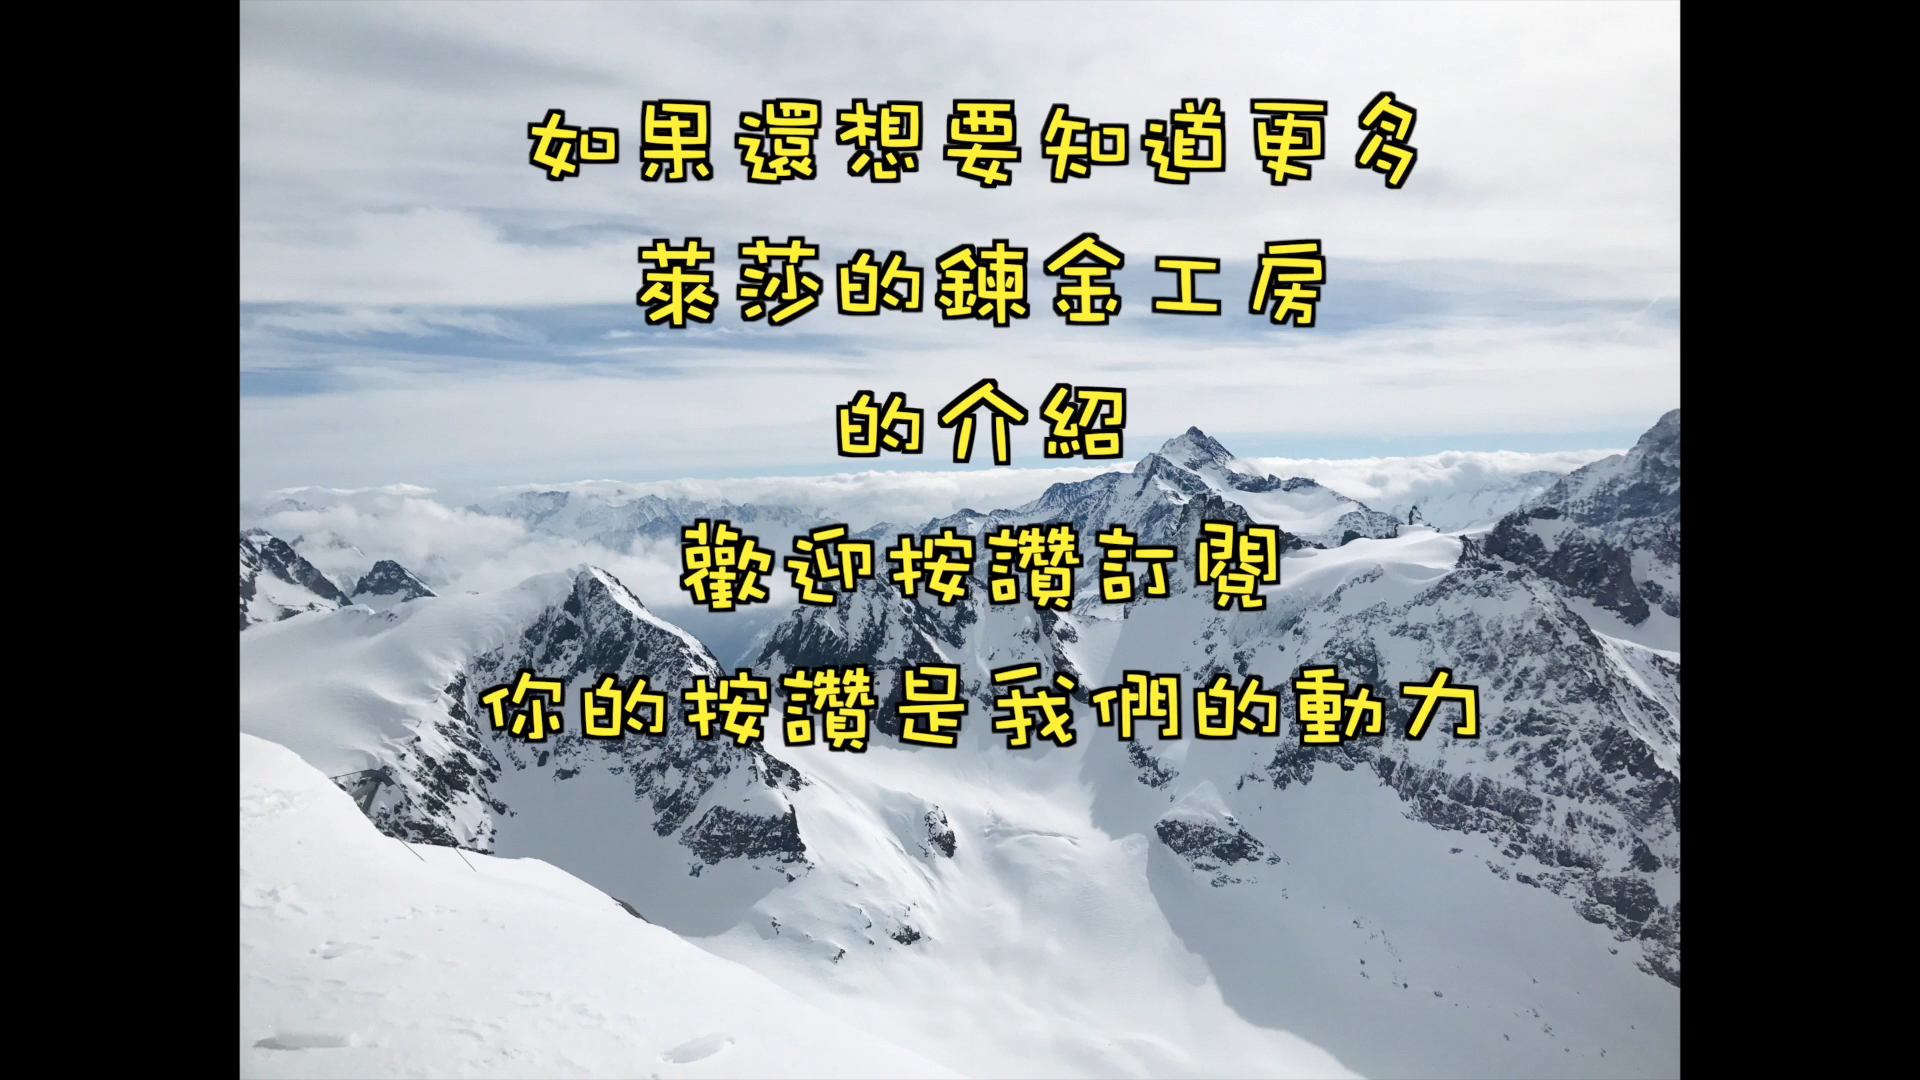 如果還想要知道更多
萊莎的鍊金工房
的介紹
歡迎按讚訂閱
你的按讚是我們的動力